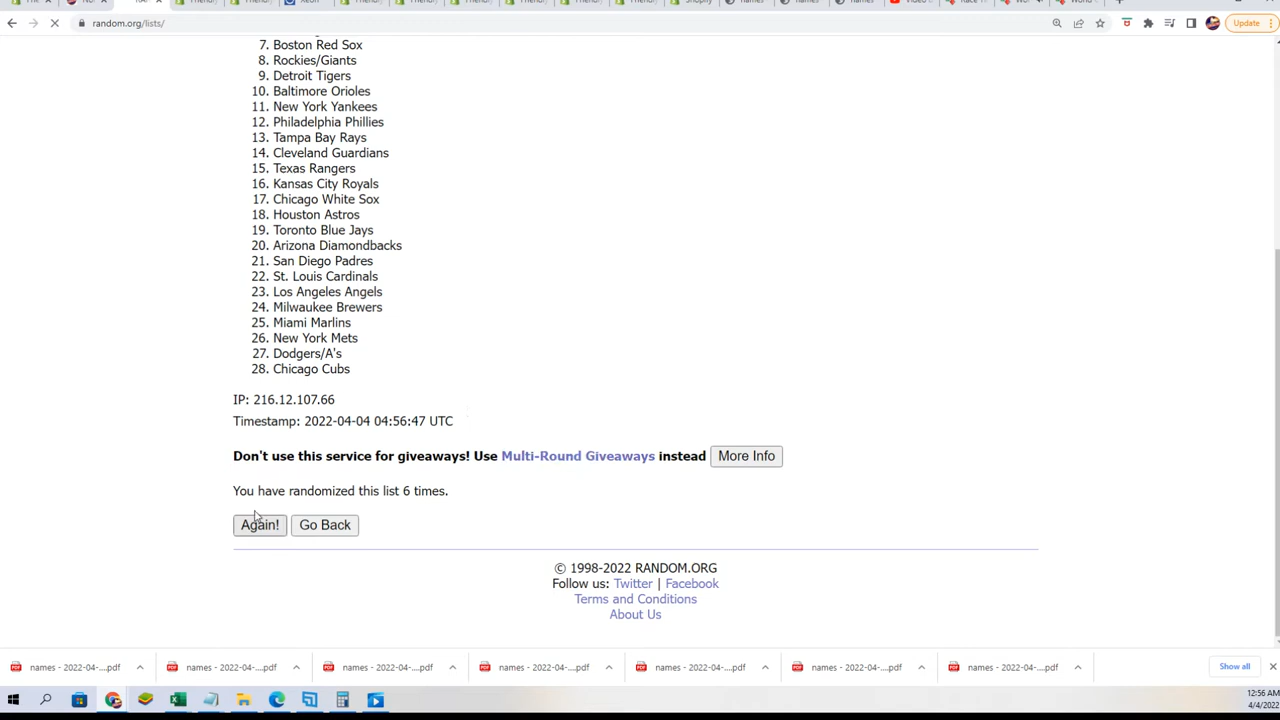 random.org/lists/
Update
7. Boston Red Sox
8. Rockies/Giants
9. Detroit Tigers
10. Baltimore Orioles
11. New York Yankees
12. Philadelphia Phillies
13. Tampa Bay Rays
14. Cleveland Guardians
15. Texas Rangers
16. Kansas City Royals
17. Chicago White Sox
18. Houston Astros
19. Toronto Blue Jays
20. Arizona Diamondbacks
21. San Diego Padres
22. St. Louis Cardinals
23. Los Angeles Angels
24. Milwaukee Brewers
25. Miami Marlins
26. New York Mets
27. Dodgers/A's
28. Chicago Cubs
IP: 216.12.107.66
Timestamp: 2022-04-04 04:56:47 UTC
Don't use this service for giveaways! Use Multi-Round Giveaways instead More Info
You have randomized this list 6 times.
Again! Go Back
© 1998-2022 RANDOM.ORG
Follow us: Twitter | Facebook
Terms and Conditions
About Us
names - 2022-04-....pdf names - 2022-04-....pdf names - 2022-04-....pdf names - 2022-04-....pdf names - 2022-04-....pdf names - 2022-04-....pdf names - 2022-04-....pdf Show all
12:56 AM
4/4/2022